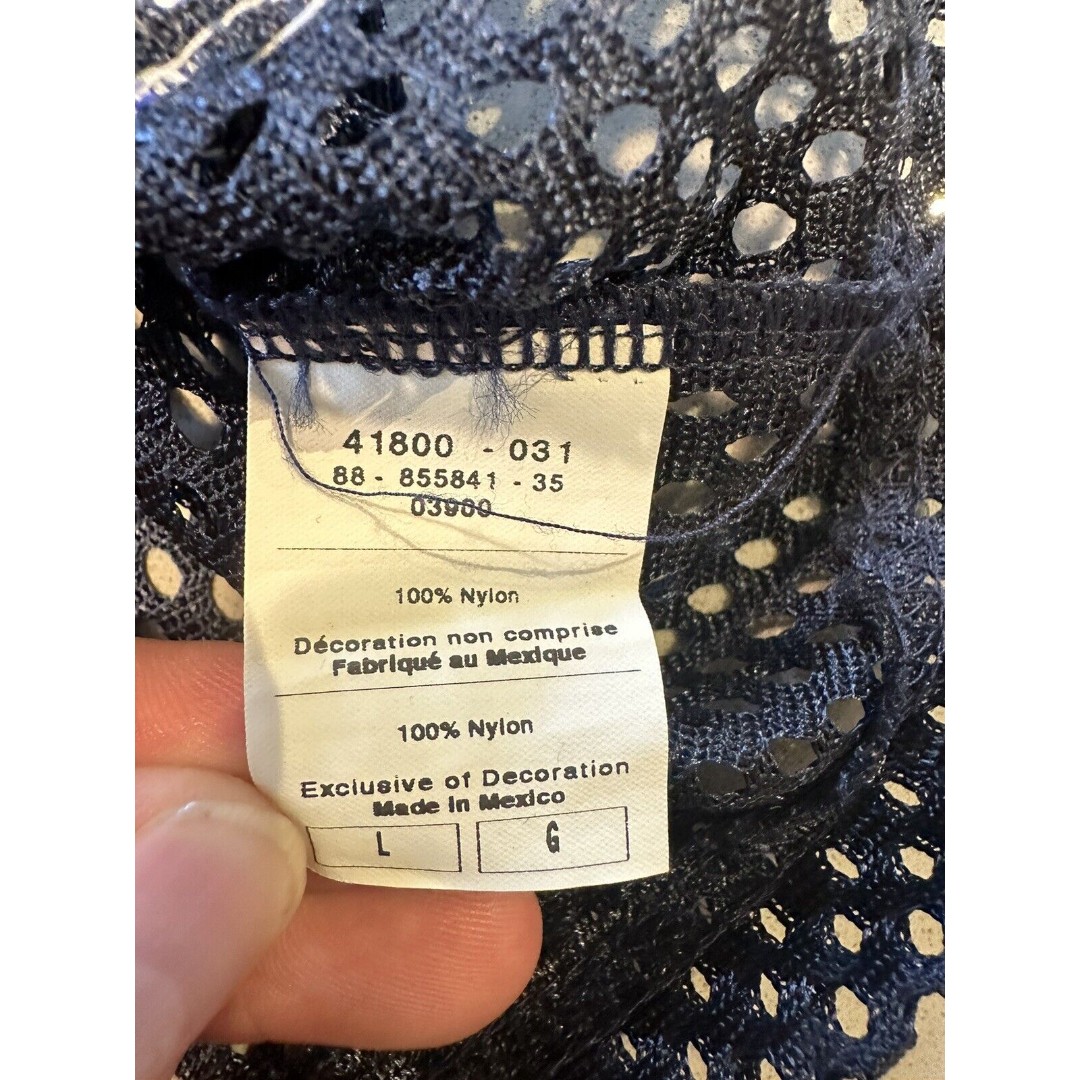 41800 - 031
88 - 855841 - 35
03900
100% Nylon
Décoration non comprise
Fabriqué au Mexique
100% Nylon
Exclusive of Decoration
Made in Mexico
L G